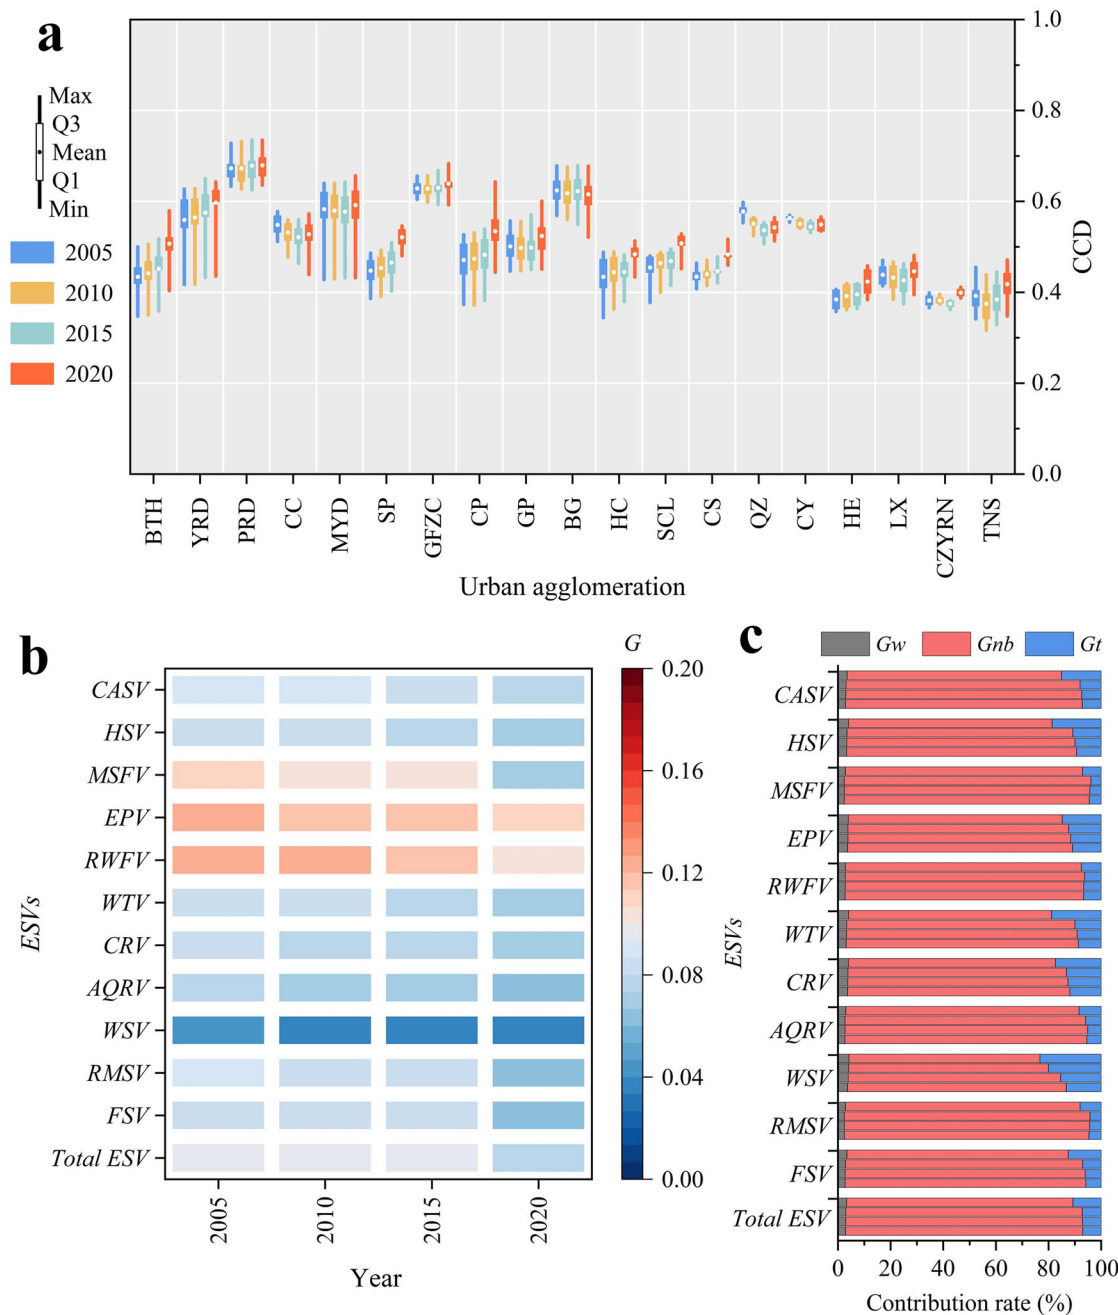 a
Max
Q3
Mean
Q1
Min
2005
2010
2015
2020
1.0
0.8
0.6
0.4
0.2
0.0
CCD
BTH
YRD
PRD
CC
MYD
SP
GFZC
CP
GP
BG
HC
SCL
CS
QZ
CY
HE
LX
CZYRN
TNS
Urban agglomeration
b
G
CASV
HSV
MSFV
EPV
RWFV
WTV
CRV
AQRV
WSV
RMSV
FSV
Total ESV
ESVs
2005
2010
2015
2020
Year
0.20
0.16
0.12
0.08
0.04
0.00
c
Gw Gnb Gt
CASV
HSV
MSFV
EPV
RWFV
WTV
CRV
AQRV
WSV
RMSV
FSV
Total ESV
ESVs
0 20 40 60 80 100
Contribution rate (%)